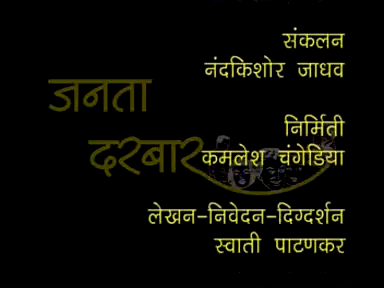 संकलन
नंदकिशोर जाधव
जनता
दरबार
निर्मिती
कमलेश चंगेडिया
लेखन-निवेदन-दिग्दर्शन
स्वाती पाटणकर